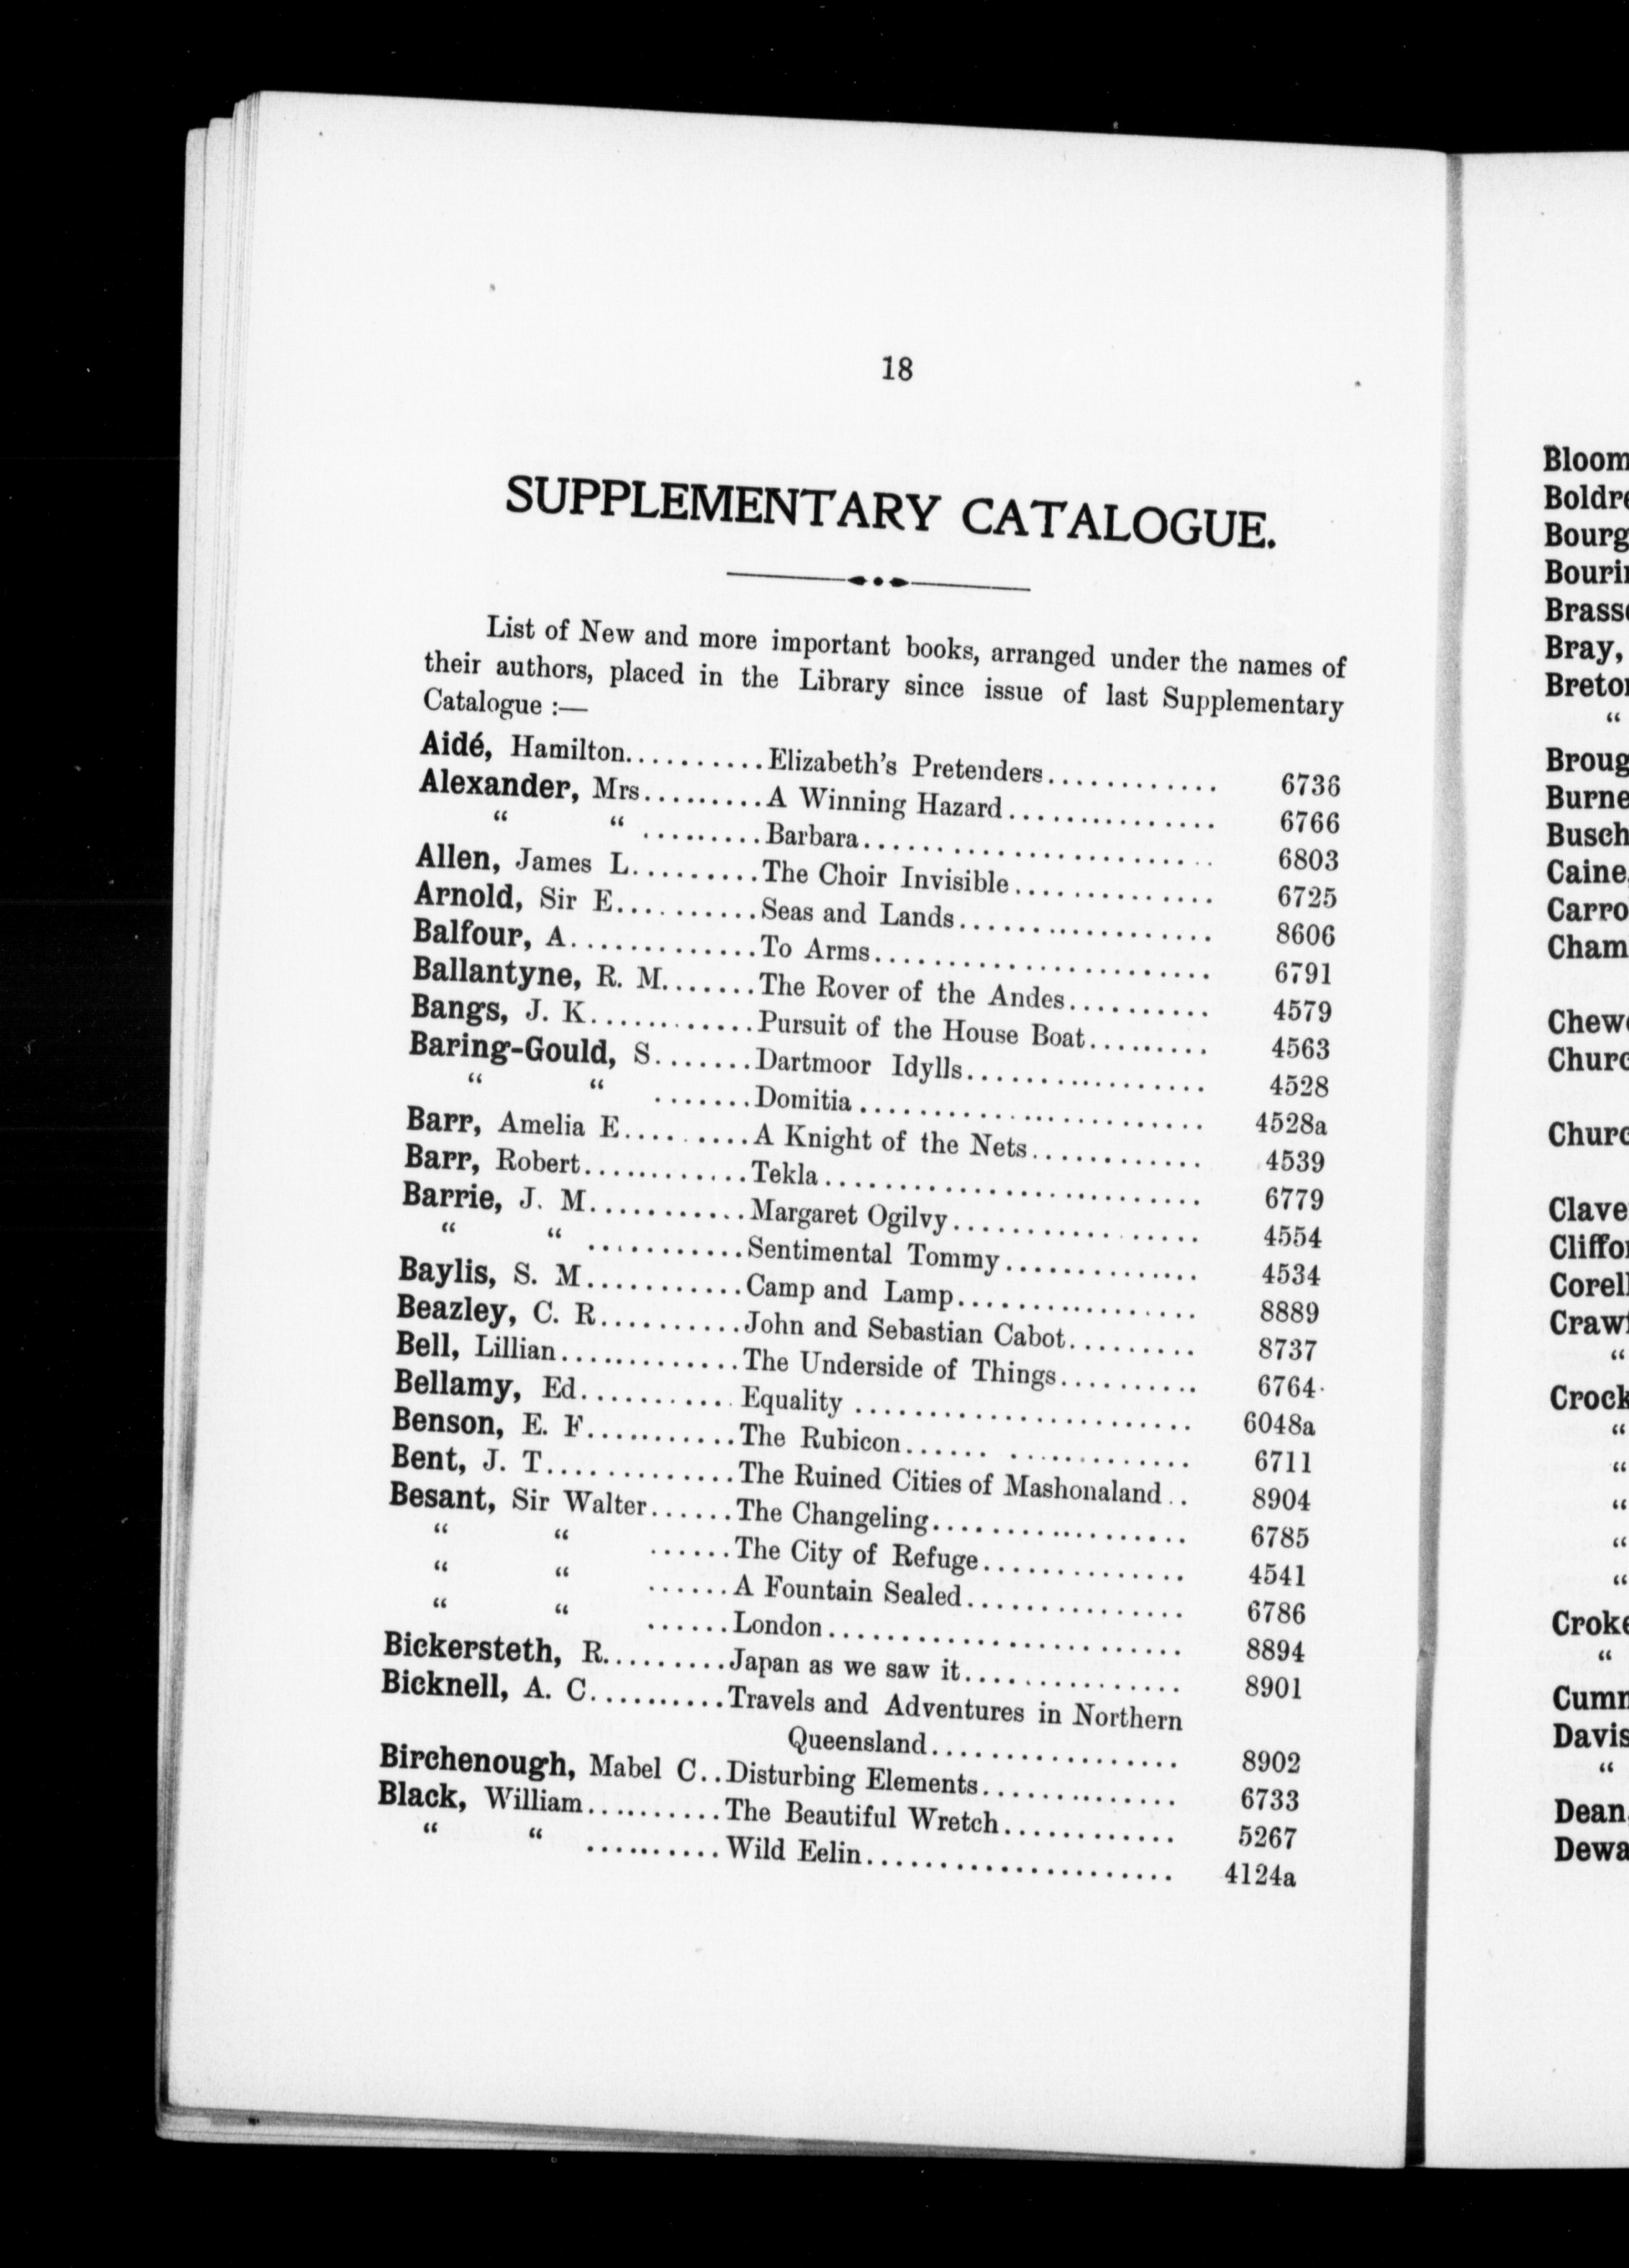 18
SUPPLEMENTARY CATALOGUE.
List of New and more important books, arranged under the names of
their authors, placed in the Library since issue of last Supplementary
Catalogue :—
Aidé, Hamilton..........Elizabeth's Pretenders............ 6736
Alexander, Mrs.........A Winning Hazard............... 6766
“ “ .........Barbara........................ 6803
Allen, James L.........The Choir Invisible.............. 6725
Arnold, Sir E..........Seas and Lands.................. 8606
Balfour, A.............To Arms....................... 6791
Ballantyne, R. M.......The Rover of the Andes.......... 4579
Bangs, J. K............Pursuit of the House Boat......... 4563
Baring-Gould, S.......Dartmoor Idylls................. 4528
“ “ .......Domitia........................ 4528a
Barr, Amelia E.........A Knight of the Nets............ 4539
Barr, Robert............Tekla.......................... 6779
Barrie, J. M...........Margaret Ogilvy................. 4554
“ “ ...........Sentimental Tommy.............. 4534
Baylis, S. M...........Camp and Lamp................. 8889
Beazley, C. R..........John and Sebastian Cabot......... 8737
Bell, Lillian.............The Underside of Things.......... 6764
Bellamy, Ed........... Equality ....................... 6048a
Benson, E. F...........The Rubicon...... ............. 6711
Bent, J. T.............The Ruined Cities of Mashonaland .. 8904
Besant, Sir Walter......The Changeling.................. 6785
“ “ ......The City of Refuge.............. 4541
“ “ ......A Fountain Sealed............... 6786
“ “ ......London........................ 8894
Bickersteth, R.........Japan as we saw it............... 8901
Bicknell, A. C..........Travels and Adventures in Northern
Queensland................. 8902
Birchenough, Mabel C..Disturbing Elements.............. 6733
Black, William..........The Beautiful Wretch............ 5267
“ “ ..........Wild Eelin..................... 4124a
Bloom
Boldre
Bourg
Bouri
Brass
Bray,
Breto
“
Broug
Burne
Busch
Caine
Carro
Cham
Chew
Churc
Churc
Clave
Cliffo
Corel
Craw
“
Crock
“
“
“
“
“
Croke
“
Cum
Davis
“
Dean
Dewa